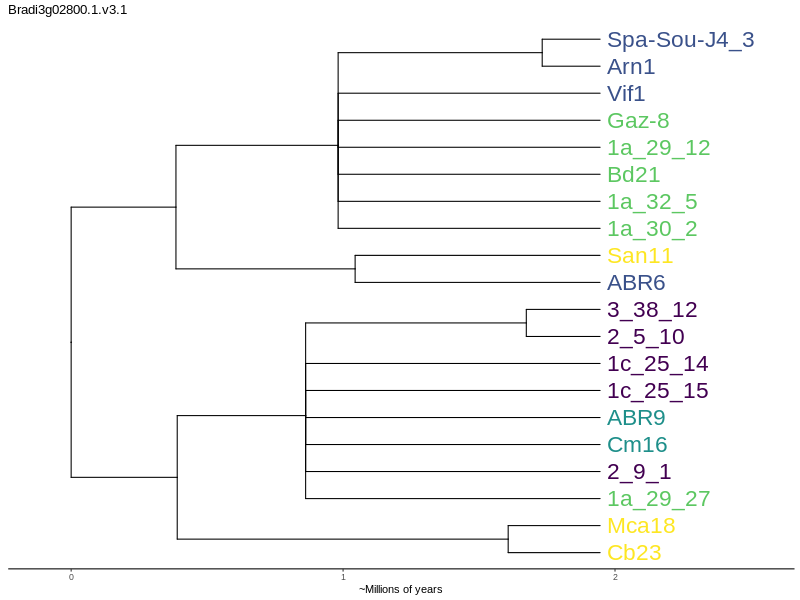 Bradi3g02800.1.v3.1
Spa-Sou-J4_3
Arn1
Vif1
Gaz-8
1a_29_12
Bd21
1a_32_5
1a_30_2
San11
ABR6
3_38_12
2_5_10
1c_25_14
1c_25_15
ABR9
Cm16
2_9_1
1a_29_27
Mca18
Cb23
0 1 2
~Millions of years